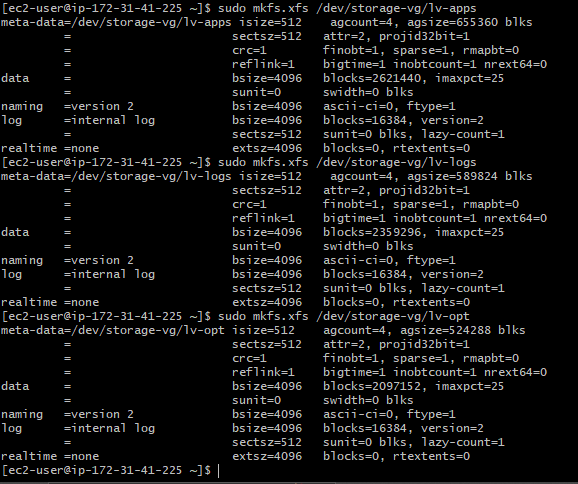 [ec2-user@ip-172-31-41-225 ~]$ sudo mkfs.xfs /dev/storage-vg/lv-apps
meta-data=/dev/storage-vg/lv-apps isize=512    agcount=4, agsize=655360 blks
         =                       sectsz=512   attr=2, projid32bit=1
         =                       crc=1        finobt=1, sparse=1, rmapbt=0
         =                       reflink=1    bigtime=1 inobtcount=1 nrext64=0
data     =                       bsize=4096   blocks=2621440, imaxpct=25
         =                       sunit=0      swidth=0 blks
naming   =version 2              bsize=4096   ascii-ci=0, ftype=1
log      =internal log           bsize=4096   blocks=16384, version=2
         =                       sectsz=512   sunit=0 blks, lazy-count=1
realtime =none                   extsz=4096   blocks=0, rtextents=0
[ec2-user@ip-172-31-41-225 ~]$ sudo mkfs.xfs /dev/storage-vg/lv-logs
meta-data=/dev/storage-vg/lv-logs isize=512    agcount=4, agsize=589824 blks
         =                       sectsz=512   attr=2, projid32bit=1
         =                       crc=1        finobt=1, sparse=1, rmapbt=0
         =                       reflink=1    bigtime=1 inobtcount=1 nrext64=0
data     =                       bsize=4096   blocks=2359296, imaxpct=25
         =                       sunit=0      swidth=0 blks
naming   =version 2              bsize=4096   ascii-ci=0, ftype=1
log      =internal log           bsize=4096   blocks=16384, version=2
         =                       sectsz=512   sunit=0 blks, lazy-count=1
realtime =none                   extsz=4096   blocks=0, rtextents=0
[ec2-user@ip-172-31-41-225 ~]$ sudo mkfs.xfs /dev/storage-vg/lv-opt
meta-data=/dev/storage-vg/lv-opt isize=512    agcount=4, agsize=524288 blks
         =                       sectsz=512   attr=2, projid32bit=1
         =                       crc=1        finobt=1, sparse=1, rmapbt=0
         =                       reflink=1    bigtime=1 inobtcount=1 nrext64=0
data     =                       bsize=4096   blocks=2097152, imaxpct=25
         =                       sunit=0      swidth=0 blks
naming   =version 2              bsize=4096   ascii-ci=0, ftype=1
log      =internal log           bsize=4096   blocks=16384, version=2
         =                       sectsz=512   sunit=0 blks, lazy-count=1
realtime =none                   extsz=4096   blocks=0, rtextents=0
[ec2-user@ip-172-31-41-225 ~]$